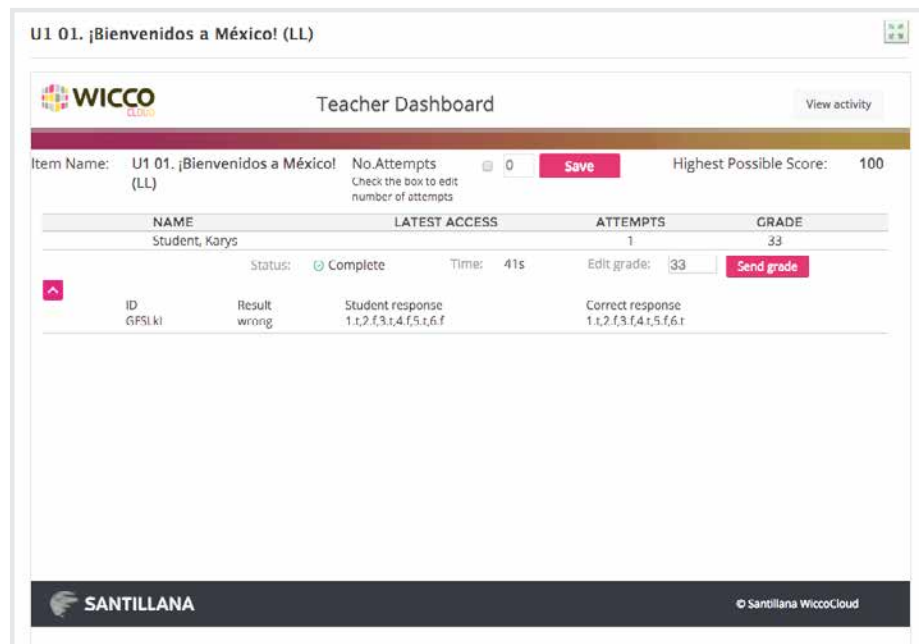 U1 01. ¡Bienvenidos a México! (LL)
WICCO
CLOUD
Teacher Dashboard
View activity
Item Name: U1 01. ¡Bienvenidos a México! (LL)
No.Attempts
Check the box to edit number of attempts
0
Save
Highest Possible Score: 100
NAME LATEST ACCESS ATTEMPTS GRADE
Student, Karys 1 33
Status: Complete Time: 41s Edit grade: 33 Send grade
ID Result Student response Correct response
wrong 1.t,2.f,3.t,4.f,5.t,6.f 1.t,2.f,3.f,4.t,5.f,6.t
SANTILLANA
© Santillana WiccoCloud